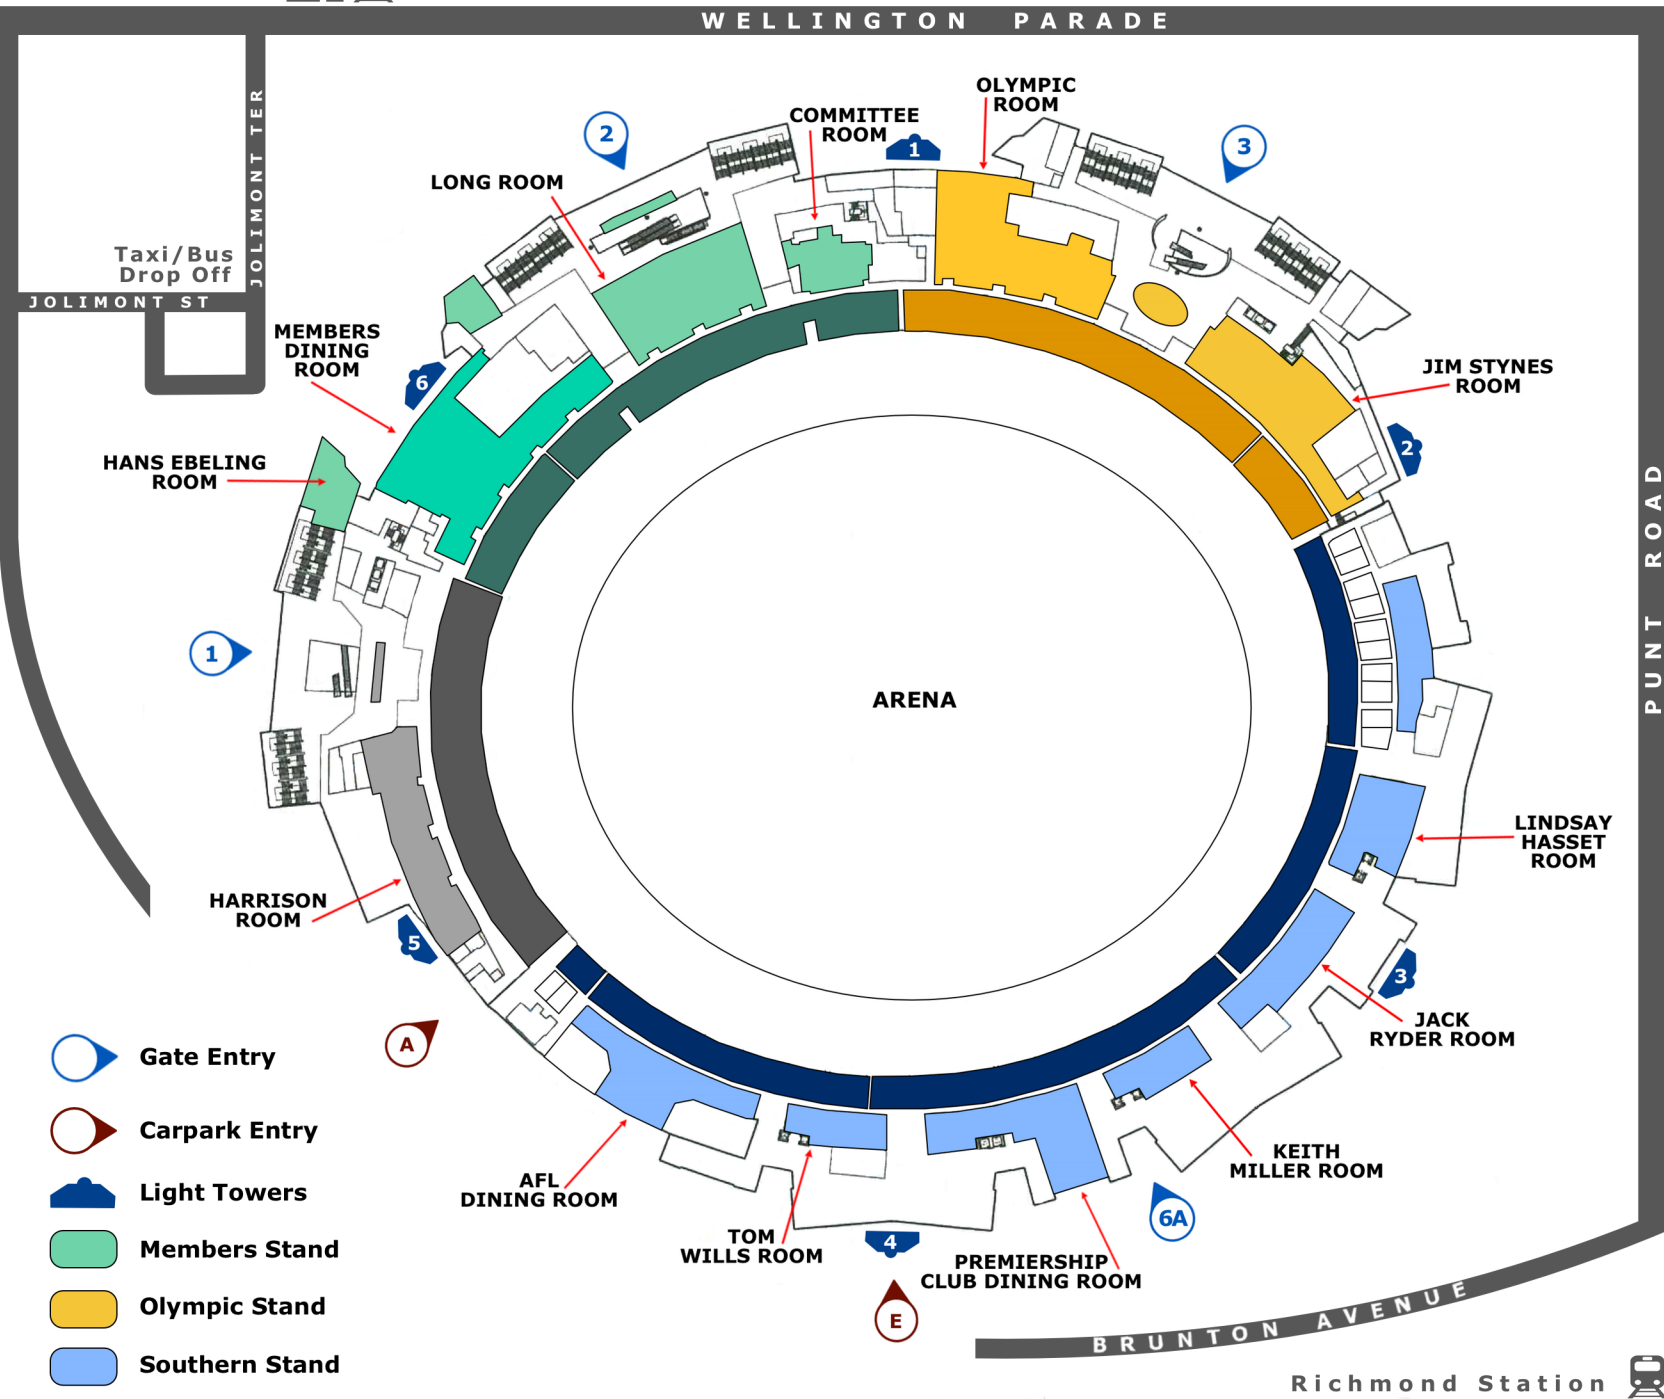 WELLINGTON PARADE
JOLIMONT TER
Taxi/Bus
Drop Off
JOLIMONT ST
PUNT ROAD
OLYMPIC
ROOM
COMMITTEE
ROOM
LONG ROOM
1
2
3
MEMBERS
DINING
ROOM
6
JIM STYNES
ROOM
2
HANS EBELING
ROOM
1
ARENA
LINDSAY
HASSET
ROOM
HARRISON
ROOM
5
3
JACK
RYDER ROOM
A
KEITH
MILLER ROOM
AFL
DINING ROOM
TOM
WILLS ROOM
6A
4
PREMIERSHIP
CLUB DINING ROOM
E
Gate Entry
Carpark Entry
Light Towers
Members Stand
Olympic Stand
Southern Stand
BRUNTON AVENUE
Richmond Station